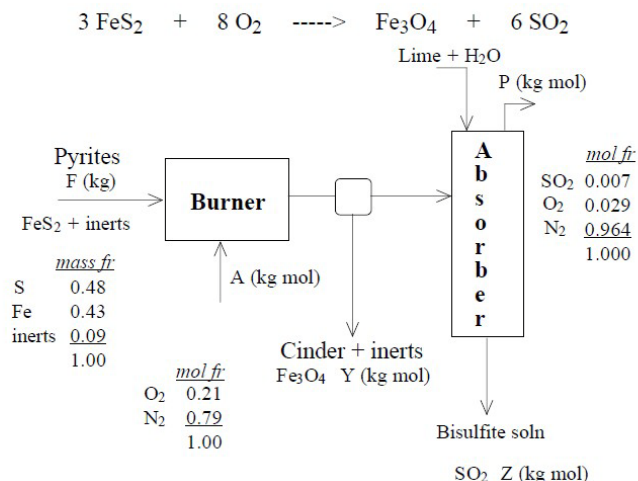 3 FeS2 + 8 O2 -----> Fe3O4 + 6 SO2
Lime + H2O
P (kg mol)
Pyrites
F (kg)
FeS2 + inerts
Burner
Absorber
mol fr
SO2 0.007
O2 0.029
N2 0.964
1.000
mass fr
S 0.48
Fe 0.43
inerts 0.09
1.00
A (kg mol)
mol fr
O2 0.21
N2 0.79
1.00
Cinder + inerts
Fe3O4 Y (kg mol)
Bisulfite soln
SO2 Z (kg mol)